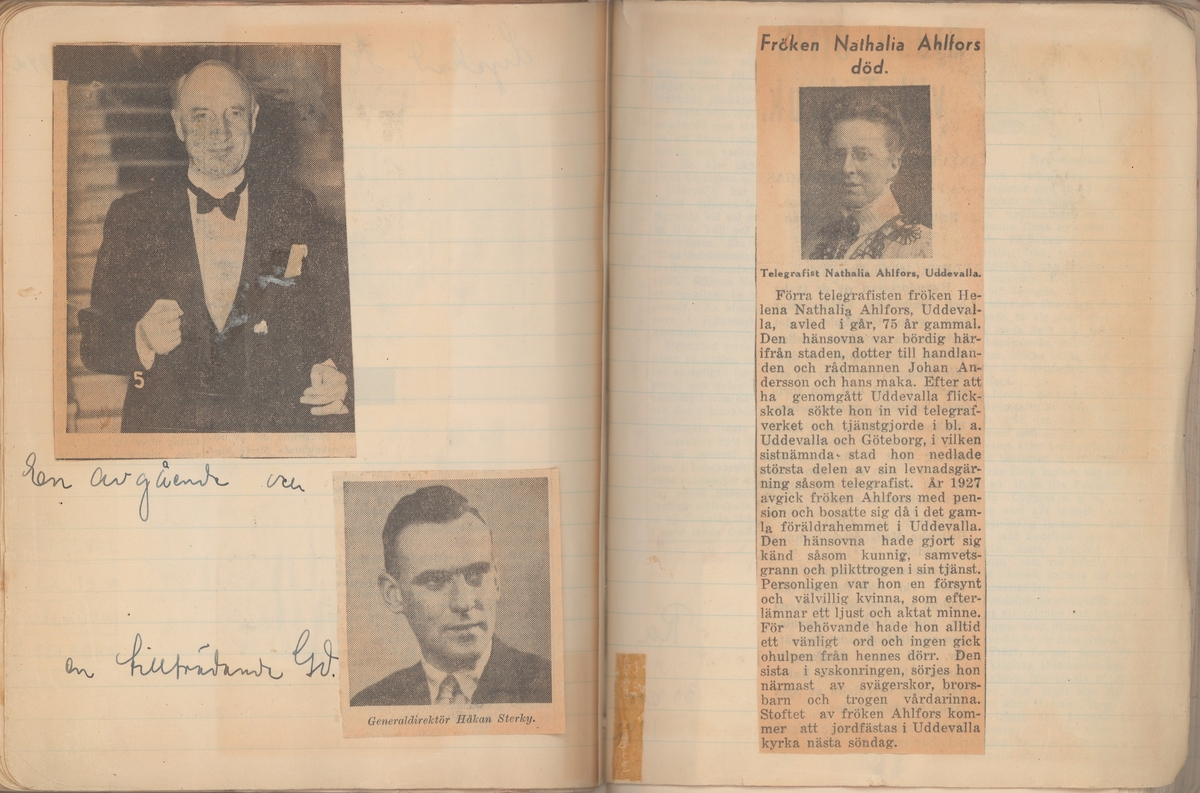 5
En avgående och
en tillträdande Gd.
Generaldirektör Håkan Sterky.
Fröken Nathalia Ahlfors
död.
Telegrafist Nathalia Ahlfors, Uddevalla.
Förra telegrafisten fröken He-
lena Nathalia Ahlfors, Uddeval-
la, avled i går, 75 år gammal.
Den hänsovna var bördig här-
ifrån staden, dotter till handlan-
den och rådmannen Johan An-
dersson och hans maka. Efter att
ha genomgått Uddevalla flick-
skola sökte hon in vid telegraf-
verket och tjänstgjorde i bl. a.
Uddevalla och Göteborg, i vilken
sistnämnda stad hon nedlade
största delen av sin levnadsgär-
ning såsom telegrafist. År 1927
avgick fröken Ahlfors med pen-
sion och bosatte sig då i det gam-
la föräldrahemmet i Uddevalla.
Den hänsovna hade gjort sig
känd såsom kunnig, samvets-
grann och plikttrogen i sin tjänst.
Personligen var hon en försynt
och välvillig kvinna, som efter-
lämnar ett ljust och aktat minne.
För behövande hade hon alltid
ett vänligt ord och ingen gick
ohulpen från hennes dörr. Den
sista i syskonringen, sörjes hon
närmast av svägerskor, brors-
barn och trogen vårdarinna.
Stoftet av fröken Ahlfors kom-
mer att jordfästas i Uddevalla
kyrka nästa söndag.